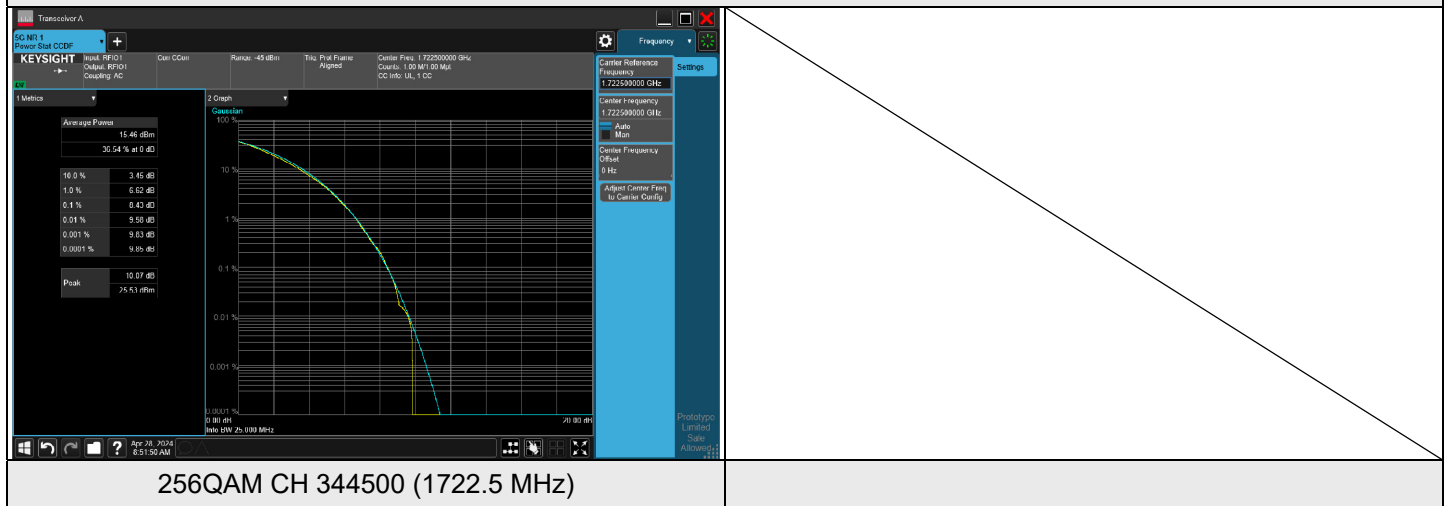 Transceiver A
5G NR 1
Power Stat CCDF
Frequency
KEYSIGHT
Input: RFIO1
Output: RFIO1
Coupling: AC
Corr CCorr
Range: -45 dBm
Trig: Prot Frame
Aligned
Center Freq: 1.722500000 GHz
Counts: 1.00 M/1.00 Mpt
CC Info: UL, 1 CC
Carrier Reference
Frequency
1.722500000 GHz
Settings
Center Frequency
1.722500000 GHz
Auto
Man
Center Frequency
Offset
0 Hz
Adjust Center Freq
to Carrier Config
1 Metrics
Average Power
15.46 dBm
36.54 % at 0 dB
10.0 % 3.45 dB
1.0 % 6.62 dB
0.1 % 8.43 dB
0.01 % 9.58 dB
0.001 % 9.83 dB
0.0001 % 9.85 dB
Peak
10.07 dB
25.53 dBm
2 Graph
Gaussian
100 %
10 %
1 %
0.1 %
0.01 %
0.001 %
0.0001 %
0.00 dB
20.00 dB
Info BW 25.000 MHz
Prototype
Limited
Sale
Allowed
?
Apr 28, 2024
8:51:50 AM
256QAM CH 344500 (1722.5 MHz)